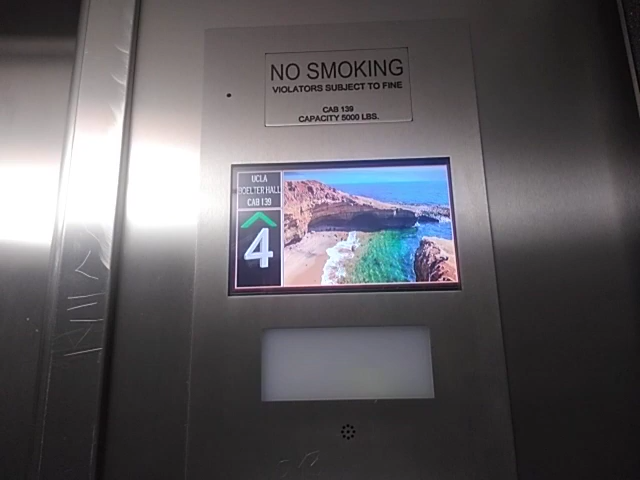 NO SMOKING
VIOLATORS SUBJECT TO FINE
CAB 139
CAPACITY 5000 LBS.
UCLA
BOELTER HALL
CAB 139
4